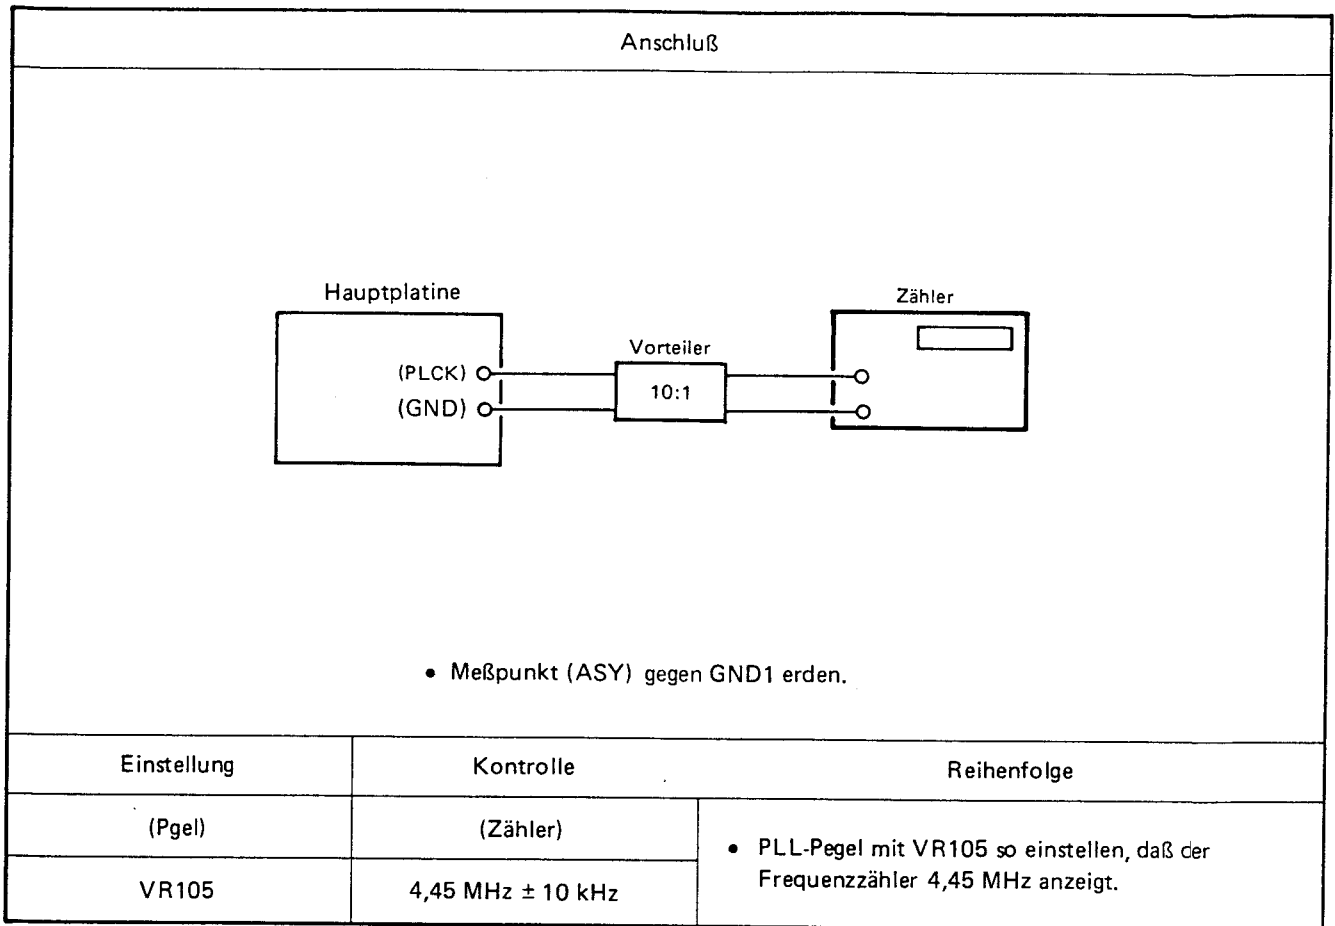 Anschluß
Hauptplatine
Zähler
Vorteiler
(PLCK)
10:1
(GND)
• Meßpunkt (ASY) gegen GND1 erden.
Einstellung
Kontrolle
Reihenfolge
(Pgel)
(Zähler)
• PLL-Pegel mit VR105 so einstellen, daß der
Frequenzzähler 4,45 MHz anzeigt.
VR105
4,45 MHz ± 10 kHz